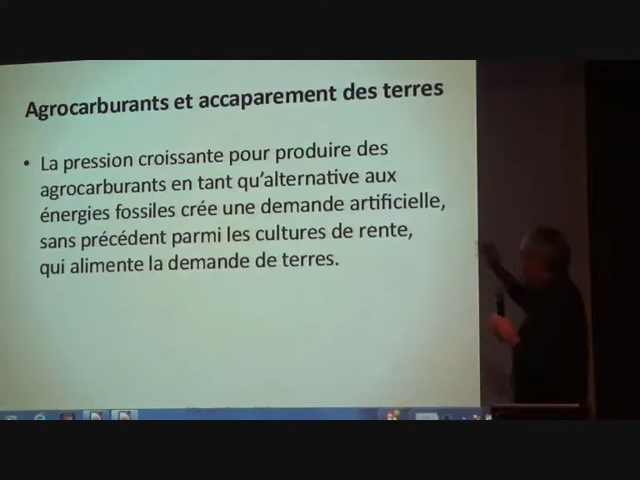 Agrocarburants et accaparement des terres
• La pression croissante pour produire des
agrocarburants en tant qu'alternative aux
énergies fossiles crée une demande artificielle,
sans précédent parmi les cultures de rente,
qui alimente la demande de terres.